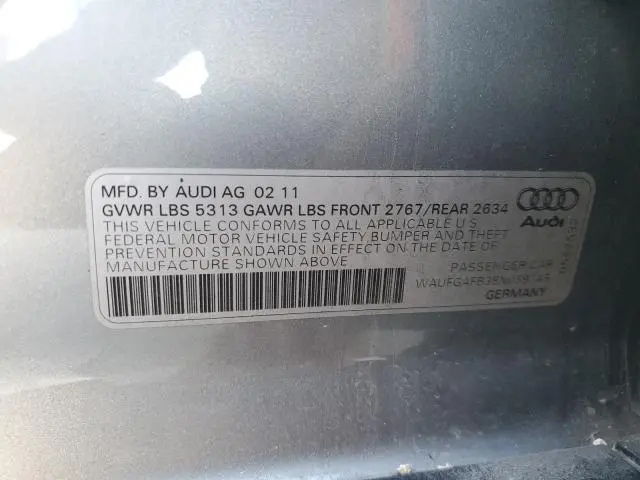 MFD. BY AUDI AG 02 11
GVWR LBS 5313 GAWR LBS FRONT 2767/REAR 2634
THIS VEHICLE CONFORMS TO ALL APPLICABLE U S
FEDERAL MOTOR VEHICLE SAFETY BUMPER AND THEFT
PREVENTION STANDARDS IN EFFECT ON THE DATE OF
MANUFACTURE SHOWN ABOVE
Audi
PASSENGER CAR
GERMANY